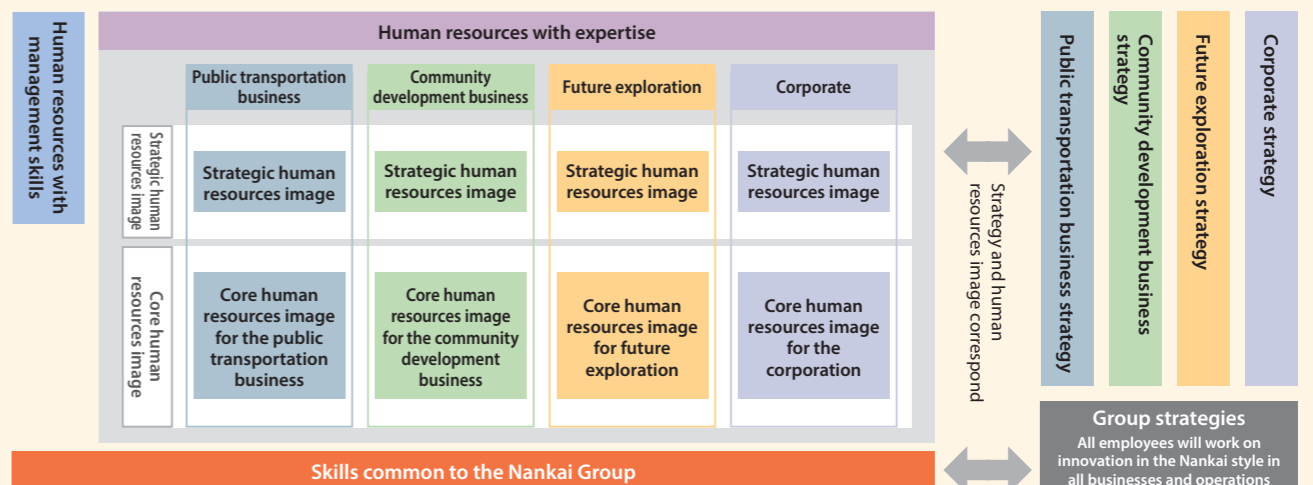 Human resources with
management skills
Human resources with expertise
Public transportation
business
Community
development business
Future exploration
Corporate
Strategic human
resources image
Strategic human
resources image
Strategic human
resources image
Strategic human
resources image
Strategic human
resources image
Core human
resources image
Core human
resources image
for the public
transportation
business
Core human
resources image
for the community
development
business
Core human
resources image
for future
exploration
Core human
resources image
for the
corporation
Skills common to the Nankai Group
Strategy and human
resources image correspond
Public transportation business strategy
Community development business
strategy
Future exploration strategy
Corporate strategy
Group strategies
All employees will work on
innovation in the Nankai style in
all businesses and operations